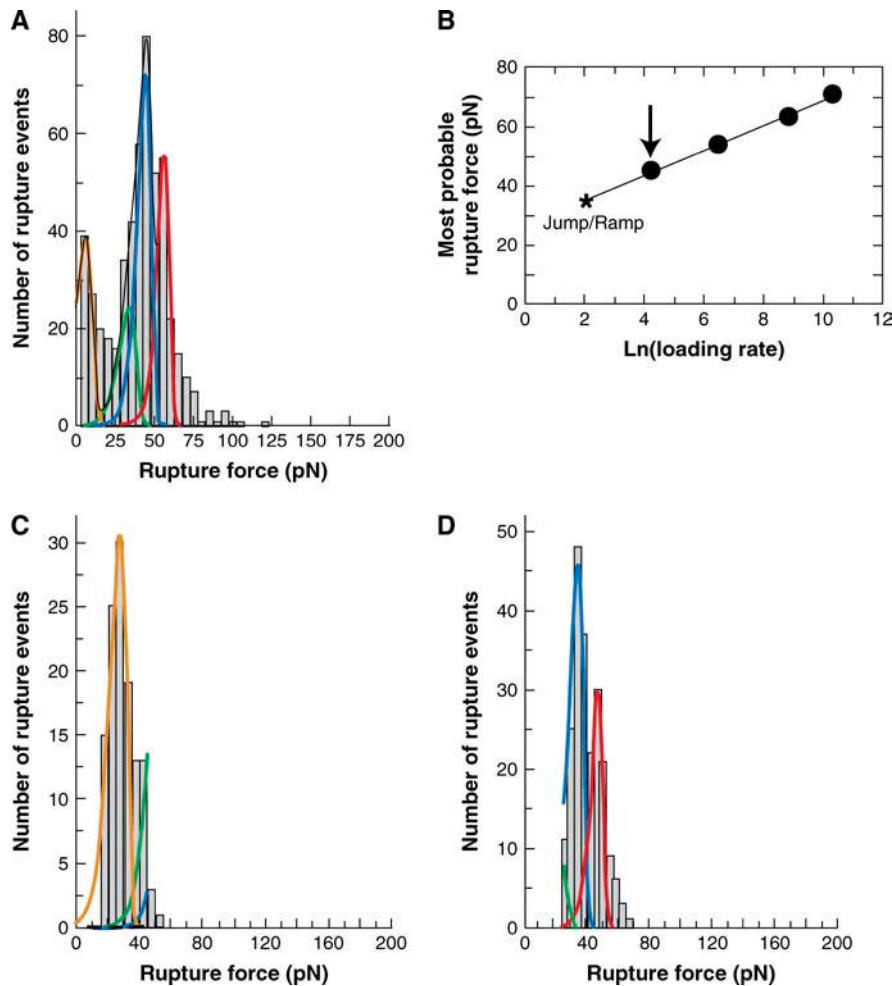 A
Number of rupture events
80
60
40
20
0
0 25 50 75 100 125 150 175 200
Rupture force (pN)
B
Most probable
rupture force (pN)
80
60
40
20
0
Jump/Ramp
0 2 4 6 8 10 12
Ln(loading rate)
C
Number of rupture events
30
25
20
15
10
5
0
0 40 80 120 160 200
Rupture force (pN)
D
Number of rupture events
50
40
30
20
10
0
0 40 80 120 160 200
Rupture force (pN)